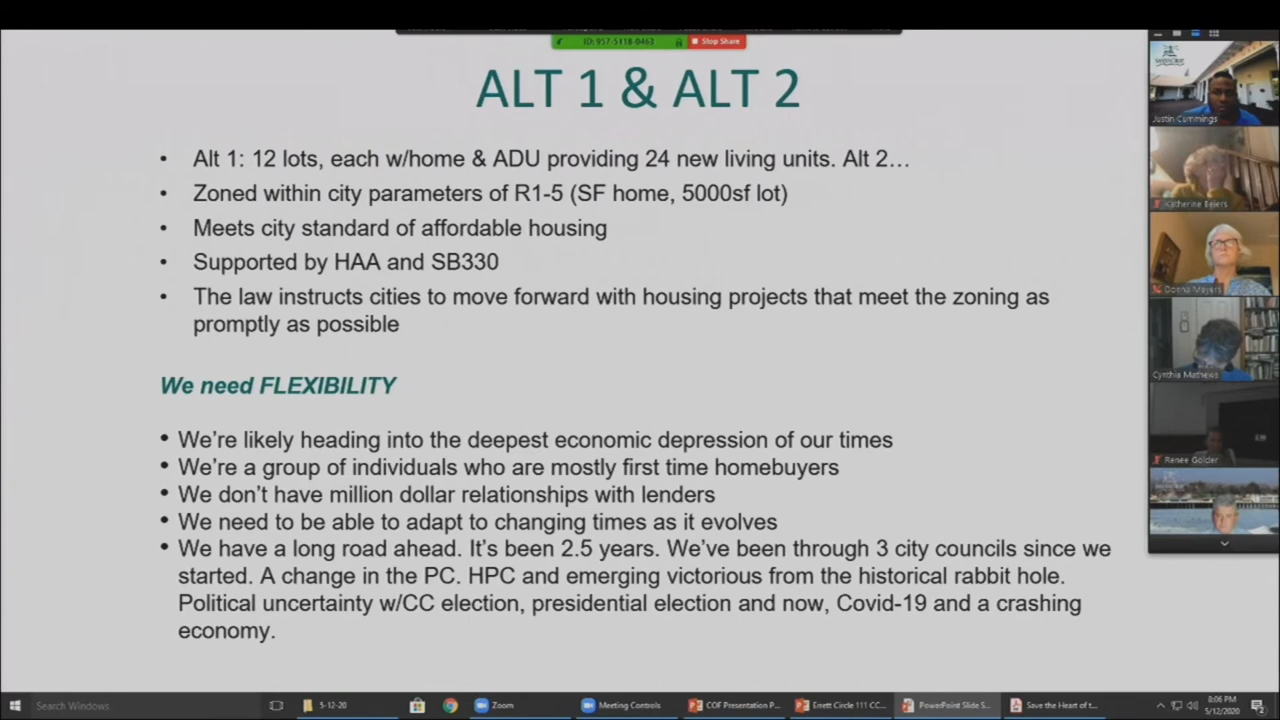 ID: 957-5118-0463
Stop Share
ALT 1 & ALT 2
• Alt 1: 12 lots, each w/home & ADU providing 24 new living units. Alt 2…
• Zoned within city parameters of R1-5 (SF home, 5000sf lot)
• Meets city standard of affordable housing
• Supported by HAA and SB330
• The law instructs cities to move forward with housing projects that meet the zoning as
promptly as possible
We need FLEXIBILITY
• We're likely heading into the deepest economic depression of our times
• We're a group of individuals who are mostly first time homebuyers
• We don't have million dollar relationships with lenders
• We need to be able to adapt to changing times as it evolves
• We have a long road ahead. It's been 2.5 years. We've been through 3 city councils since we
started. A change in the PC. HPC and emerging victorious from the historical rabbit hole.
Political uncertainty w/CC election, presidential election and now, Covid-19 and a crashing
economy.
Justin Cummings
Katherine Beiers
Donna Meyers
Cynthia Mathews
Renee Golder
Search Windows
5-12-20
Zoom
Meeting Controls
COF Presentation P...
Errett Circle 111 CC...
PowerPoint Slide S...
Save the Heart of t...
8:06 PM
5/12/2020
2